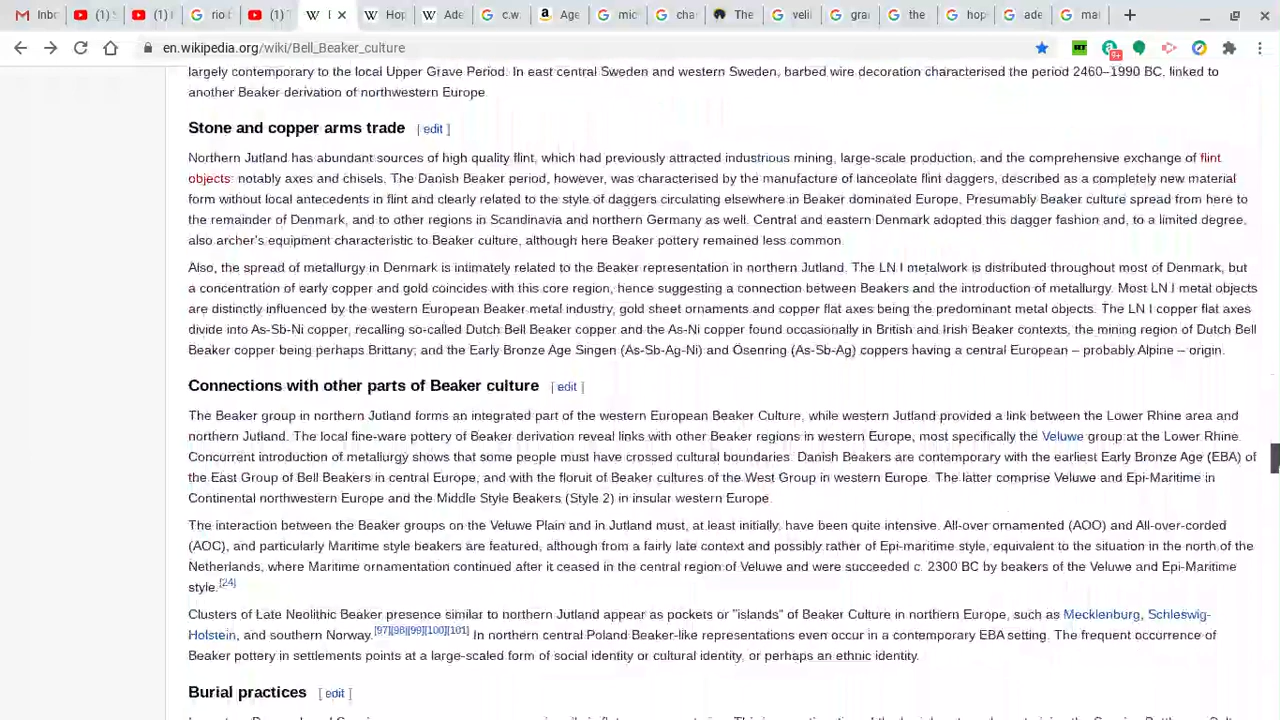 Inbo (1) S (1) I rio t (1) T I Hop Ade c.w. Age mic cha The veli gra the hop ade mar
en.wikipedia.org/wiki/Bell_Beaker_culture 9+
largely contemporary to the local Upper Grave Period. In east central Sweden and western Sweden, barbed wire decoration characterised the period 2460–1990 BC, linked to
another Beaker derivation of northwestern Europe
Stone and copper arms trade [ edit ]
Northern Jutland has abundant sources of high quality flint, which had previously attracted industrious mining, large-scale production, and the comprehensive exchange of flint
objects: notably axes and chisels. The Danish Beaker period, however, was characterised by the manufacture of lanceolate flint daggers, described as a completely new material
form without local antecedents in flint and clearly related to the style of daggers circulating elsewhere in Beaker dominated Europe. Presumably Beaker culture spread from here to
the remainder of Denmark, and to other regions in Scandinavia and northern Germany as well. Central and eastern Denmark adopted this dagger fashion and, to a limited degree,
also archer's equipment characteristic to Beaker culture, although here Beaker pottery remained less common.
Also, the spread of metallurgy in Denmark is intimately related to the Beaker representation in northern Jutland. The LN I metalwork is distributed throughout most of Denmark, but
a concentration of early copper and gold coincides with this core region, hence suggesting a connection between Beakers and the introduction of metallurgy. Most LN I metal objects
are distinctly influenced by the western European Beaker metal industry, gold sheet ornaments and copper flat axes being the predominant metal objects. The LN I copper flat axes
divide into As-Sb-Ni copper, recalling so-called Dutch Bell Beaker copper and the As-Ni copper found occasionally in British and Irish Beaker contexts, the mining region of Dutch Bell
Beaker copper being perhaps Brittany; and the Early Bronze Age Singen (As-Sb-Ag-Ni) and Ösenring (As-Sb-Ag) coppers having a central European – probably Alpine – origin.
Connections with other parts of Beaker culture [ edit ]
The Beaker group in northern Jutland forms an integrated part of the western European Beaker Culture, while western Jutland provided a link between the Lower Rhine area and
northern Jutland. The local fine-ware pottery of Beaker derivation reveal links with other Beaker regions in western Europe, most specifically the Veluwe group at the Lower Rhine.
Concurrent introduction of metallurgy shows that some people must have crossed cultural boundaries. Danish Beakers are contemporary with the earliest Early Bronze Age (EBA) of
the East Group of Bell Beakers in central Europe, and with the floruit of Beaker cultures of the West Group in western Europe. The latter comprise Veluwe and Epi-Maritime in
Continental northwestern Europe and the Middle Style Beakers (Style 2) in insular western Europe.
The interaction between the Beaker groups on the Veluwe Plain and in Jutland must, at least initially, have been quite intensive. All-over ornamented (AOO) and All-over-corded
(AOC), and particularly Maritime style beakers are featured, although from a fairly late context and possibly rather of Epi-maritime style, equivalent to the situation in the north of the
Netherlands, where Maritime ornamentation continued after it ceased in the central region of Veluwe and were succeeded c. 2300 BC by beakers of the Veluwe and Epi-Maritime
style.[24]
Clusters of Late Neolithic Beaker presence similar to northern Jutland appear as pockets or "islands" of Beaker Culture in northern Europe, such as Mecklenburg, Schleswig-
Holstein, and southern Norway.[97][98][99][100][101] In northern central Poland Beaker-like representations even occur in a contemporary EBA setting. The frequent occurrence of
Beaker pottery in settlements points at a large-scaled form of social identity or cultural identity, or perhaps an ethnic identity.
Burial practices [ edit ]